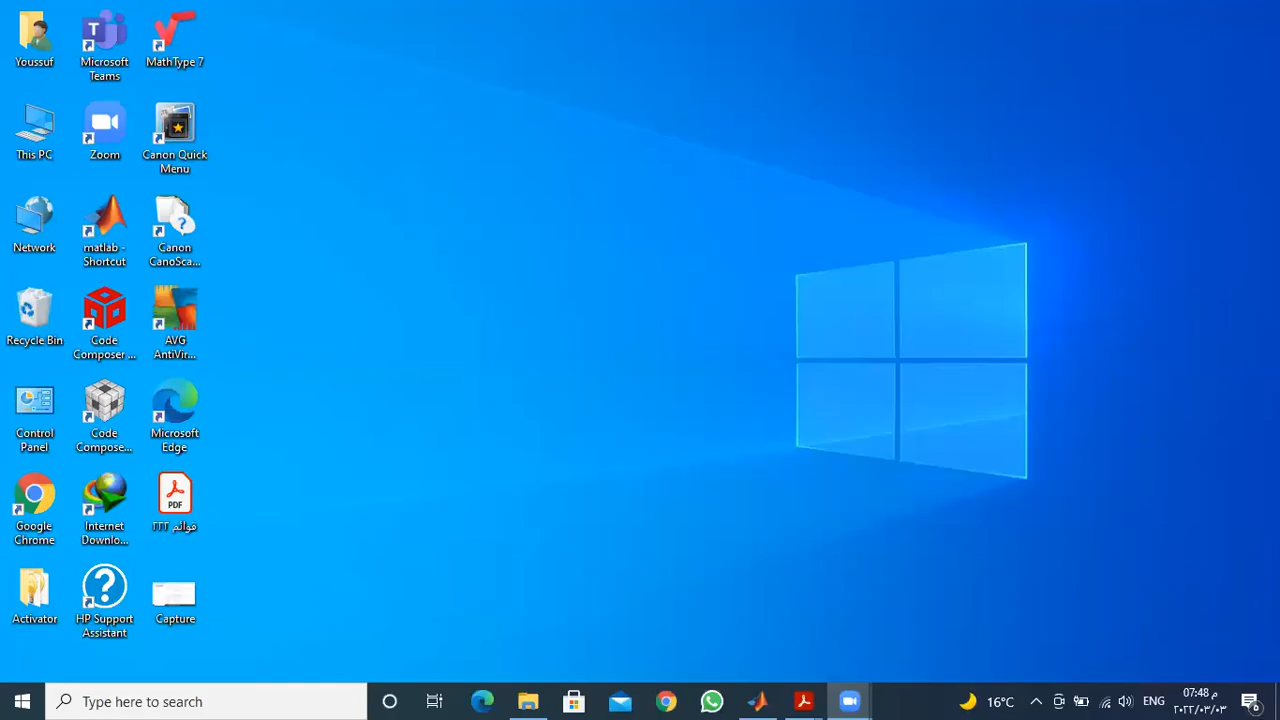 Youssuf
Microsoft
Teams
MathType 7
This PC
Zoom
Canon Quick
Menu
Network
matlab -
Shortcut
Canon
CanoSca...
Recycle Bin
Code
Composer ...
AVG
AntiVir...
Control
Panel
Code
Compose...
Microsoft
Edge
Google
Chrome
Internet
Downlo...
PDF
قوائم TTT
Activator
HP Support
Assistant
Capture
Type here to search
16°C
ENG
07:48 م
٢٠٢٢/٠٣/٠٣